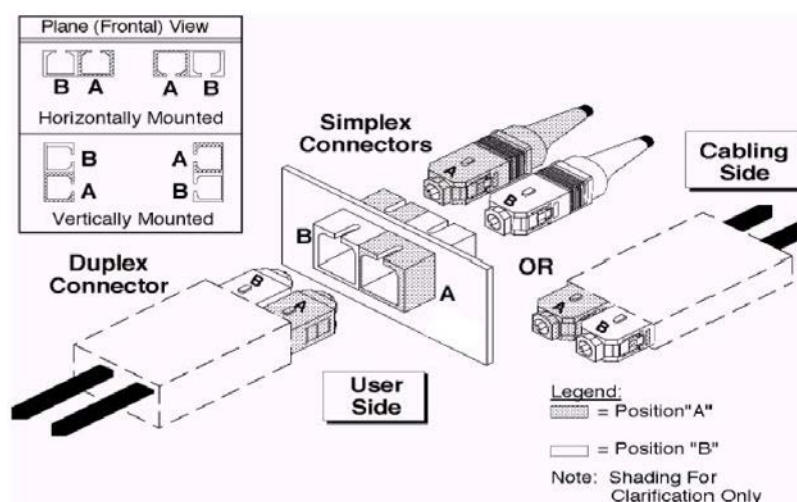 Plane (Frontal) View
B A
A B
Horizontally Mounted
B
A
A
B
Vertically Mounted
Simplex
Connectors
A
B
Cabling
Side
B
A
OR
Duplex
Connector
B
A
A
B
User
Side
Legend:
= Position"A"
= Position "B"
Note: Shading For
Clarification Only